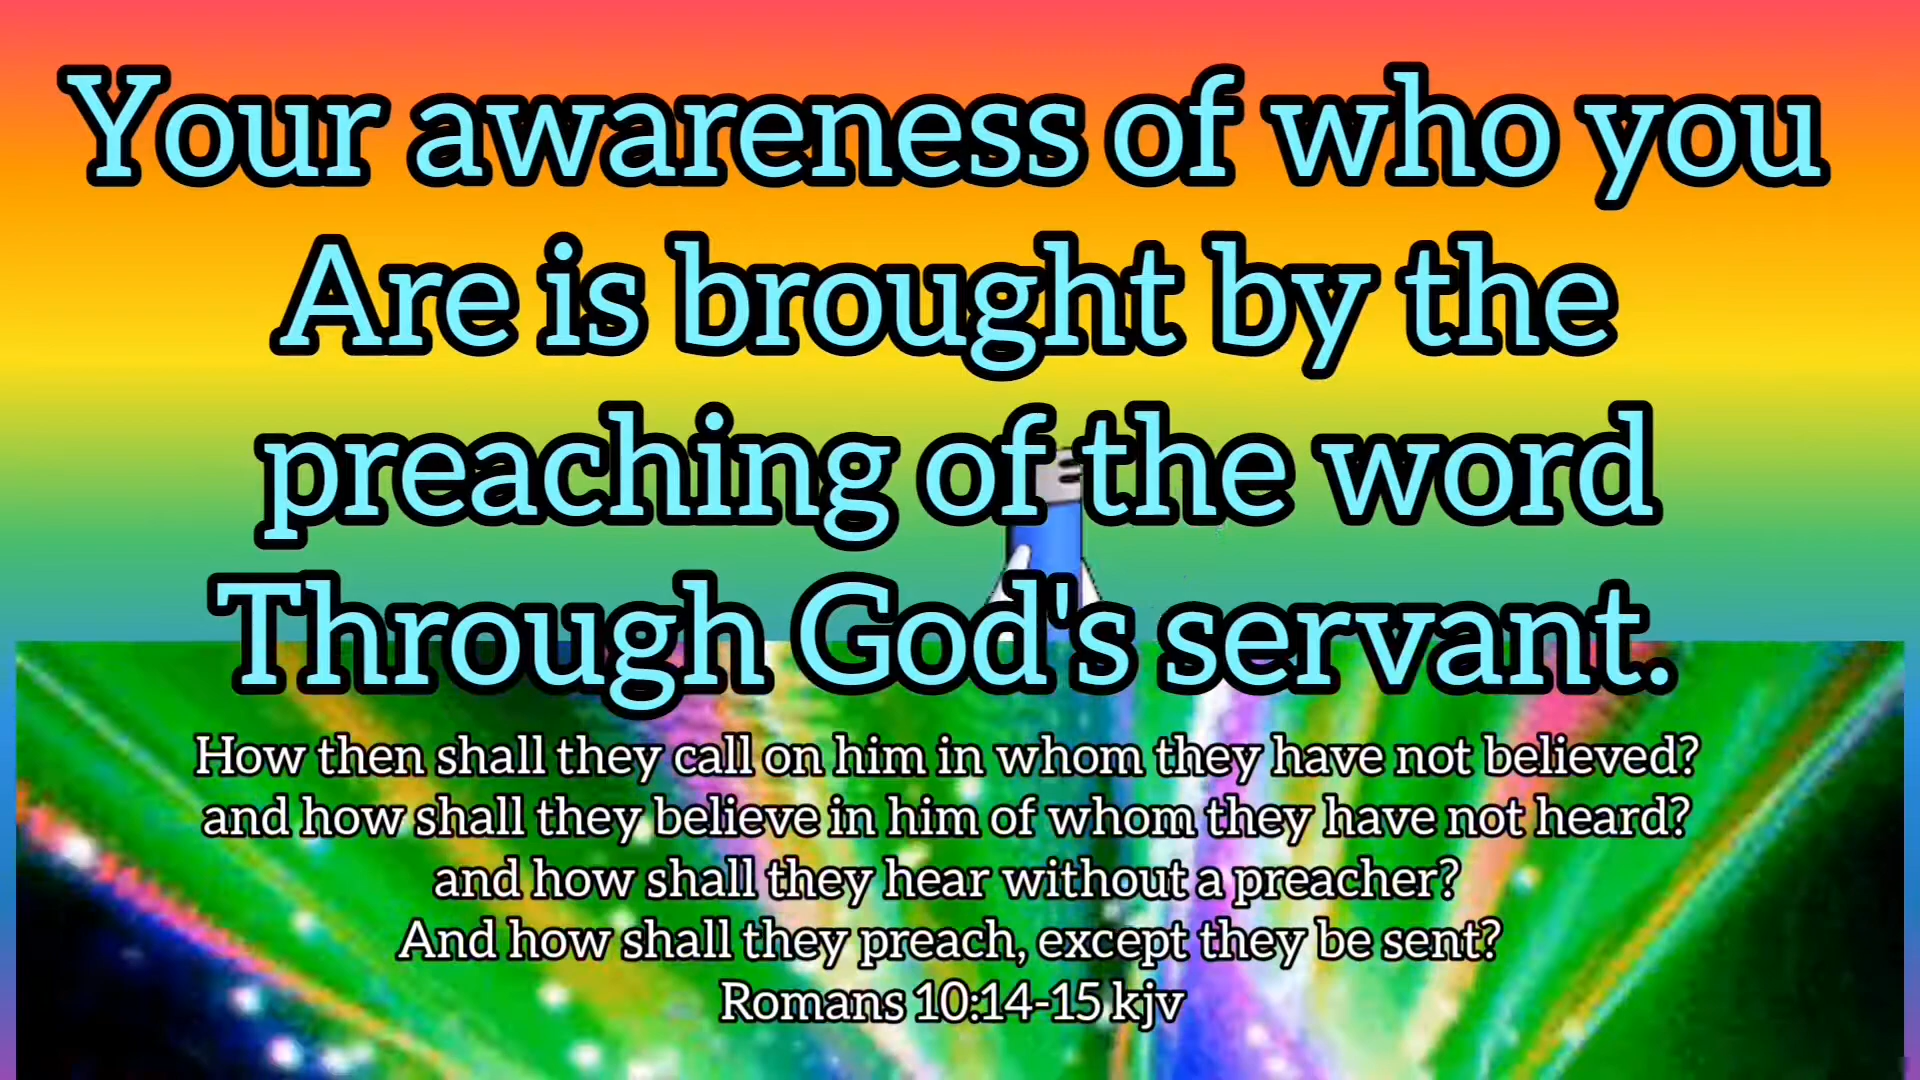 Your awareness of who you
Are is brought by the
preaching of the word
Through God's servant.
How then shall they call on him in whom they have not believed?
and how shall they believe in him of whom they have not heard?
and how shall they hear without a preacher?
And how shall they preach, except they be sent?
Romans 10:14-15 kjv